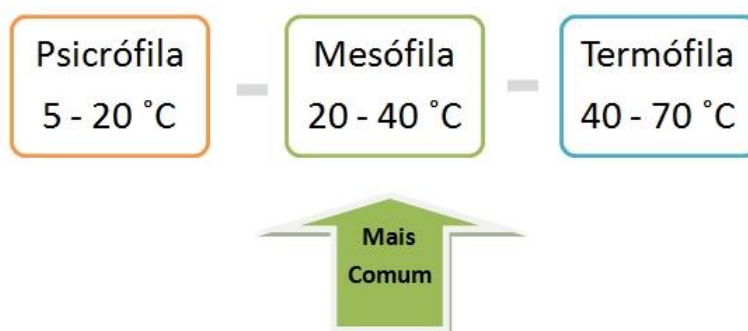 Psicrófila
5 - 20 ˚C
Mesófila
20 - 40 ˚C
Termófila
40 - 70 ˚C
Mais
Comum